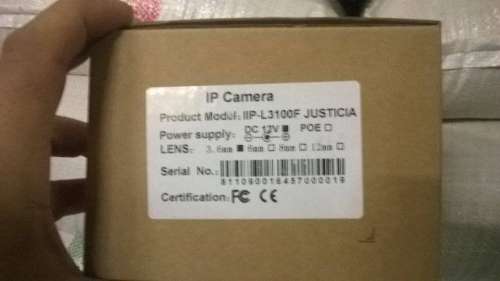 IP Camera
Product Model: IIP-L3100F JUSTICIA
Power supply: DC 12V ■ POE □
LENS: 3.6mm ■ 6mm □ 8mm □ 12mm □
Serial No.:
811090016457000019
Certification: FC CE